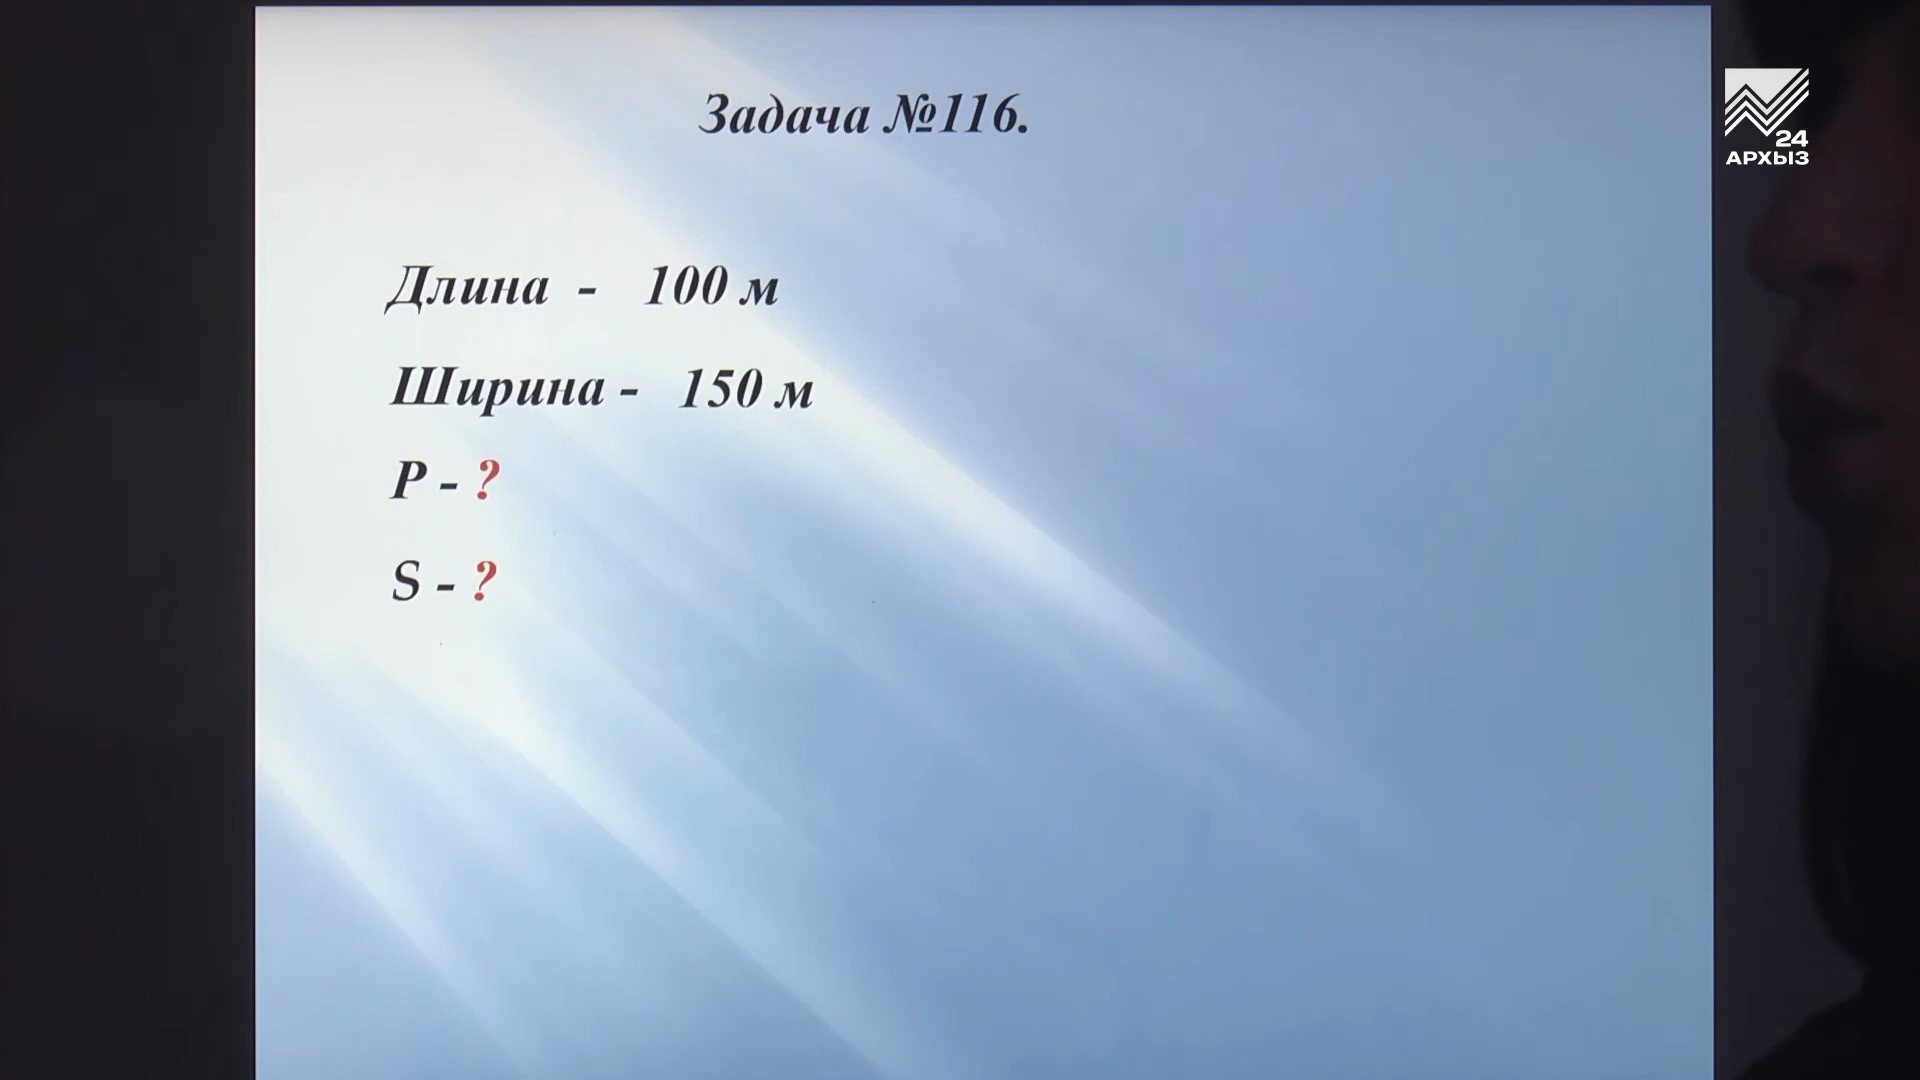 Задача №116.
24
АРХЫЗ
Длина - 100 м
Ширина - 150 м
P - ?
S - ?